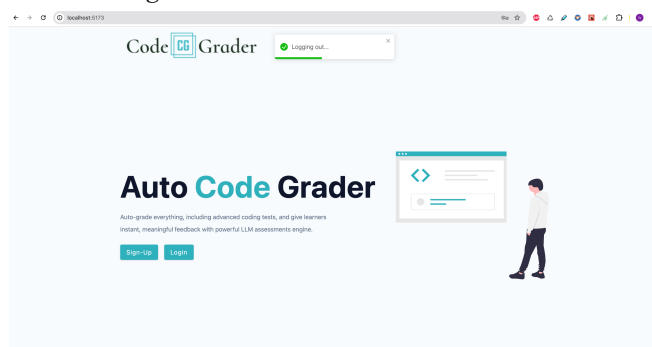 localhost:5173
Code CG Grader
Logging out...
Auto Code Grader
Auto-grade everything, including advanced coding tests, and give learners
instant, meaningful feedback with powerful LLM assessments engine.
Sign-Up
Login